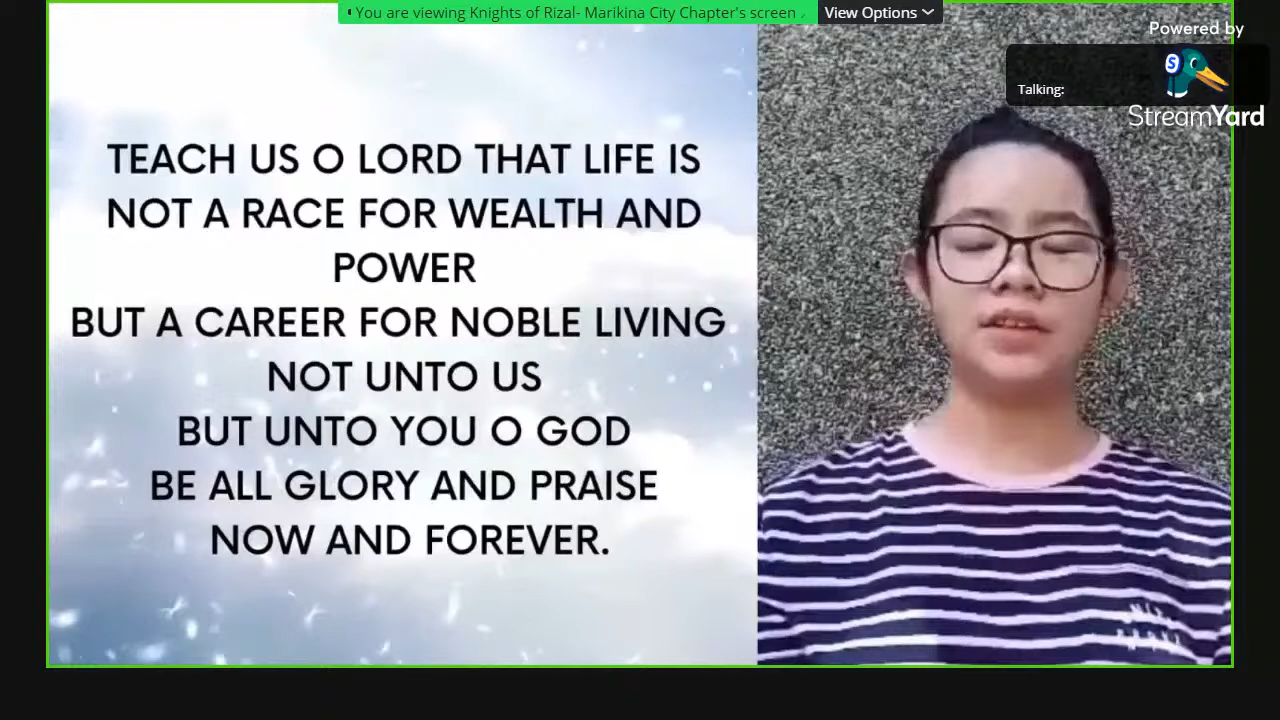 You are viewing Knights of Rizal- Marikina City Chapter's screen
View Options
Powered by
Talking:
StreamYard
TEACH US O LORD THAT LIFE IS
NOT A RACE FOR WEALTH AND
POWER
BUT A CAREER FOR NOBLE LIVING
NOT UNTO US
BUT UNTO YOU O GOD
BE ALL GLORY AND PRAISE
NOW AND FOREVER.